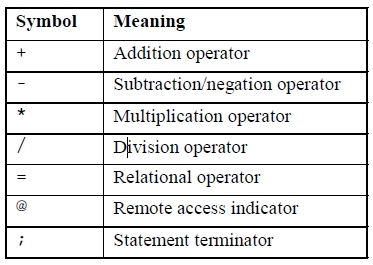 Symbol Meaning
+ Addition operator
- Subtraction/negation operator
* Multiplication operator
/ Division operator
= Relational operator
@ Remote access indicator
; Statement terminator